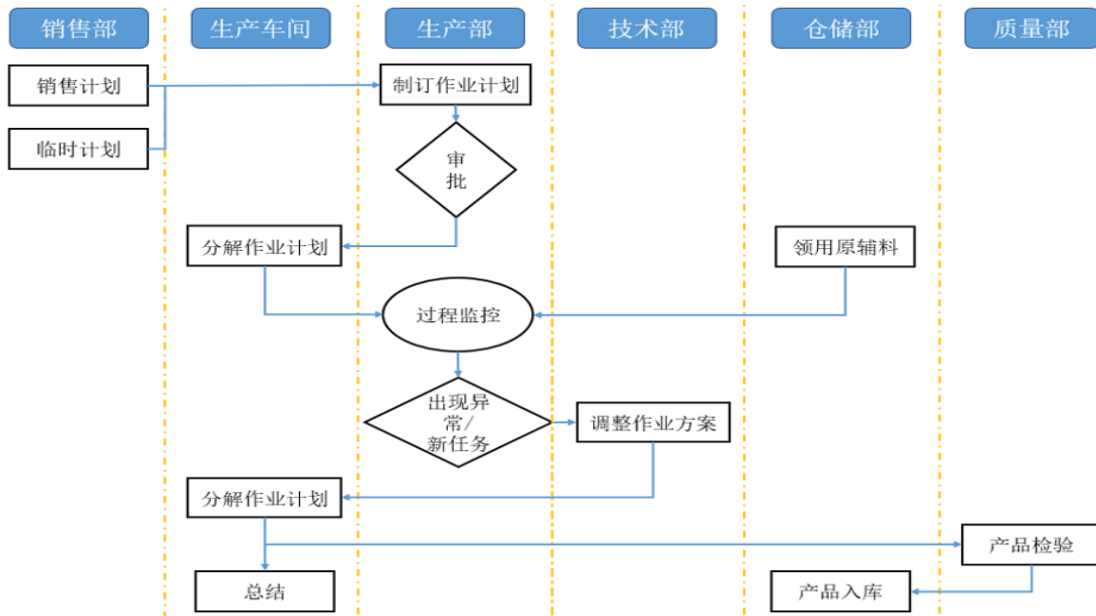 销售部
生产车间
生产部
技术部
仓储部
质量部
销售计划
制订作业计划
临时计划
审
批
分解作业计划
领用原辅料
过程监控
出现异
常/
新任务
调整作业方案
分解作业计划
产品检验
总结
产品入库